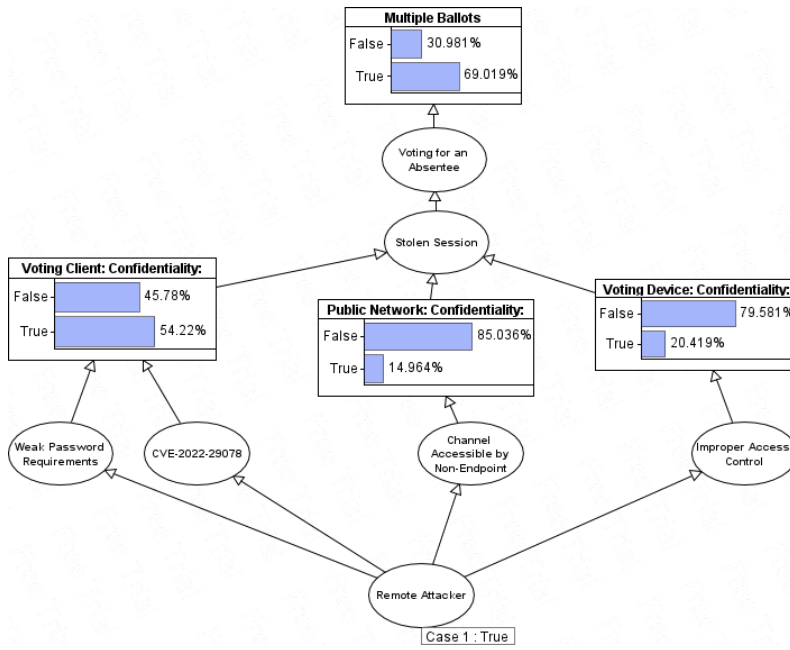 Multiple Ballots
False
30.981%
True
69.019%
Voting for an
Absentee
Stolen Session
Voting Client: Confidentiality:
False
45.78%
True
54.22%
Public Network: Confidentiality:
False
85.036%
True
14.964%
Voting Device: Confidentiality:
False
79.581%
True
20.419%
Weak Password
Requirements
CVE-2022-29078
Channel
Accessible by
Non-Endpoint
Improper Access
Control
Remote Attacker
Case 1 : True
Free Trial